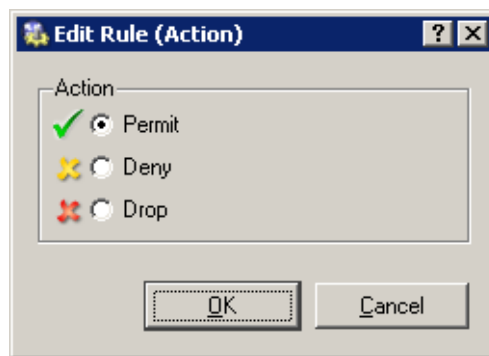 Edit Rule (Action)
Action
Permit
Deny
Drop
OK
Cancel